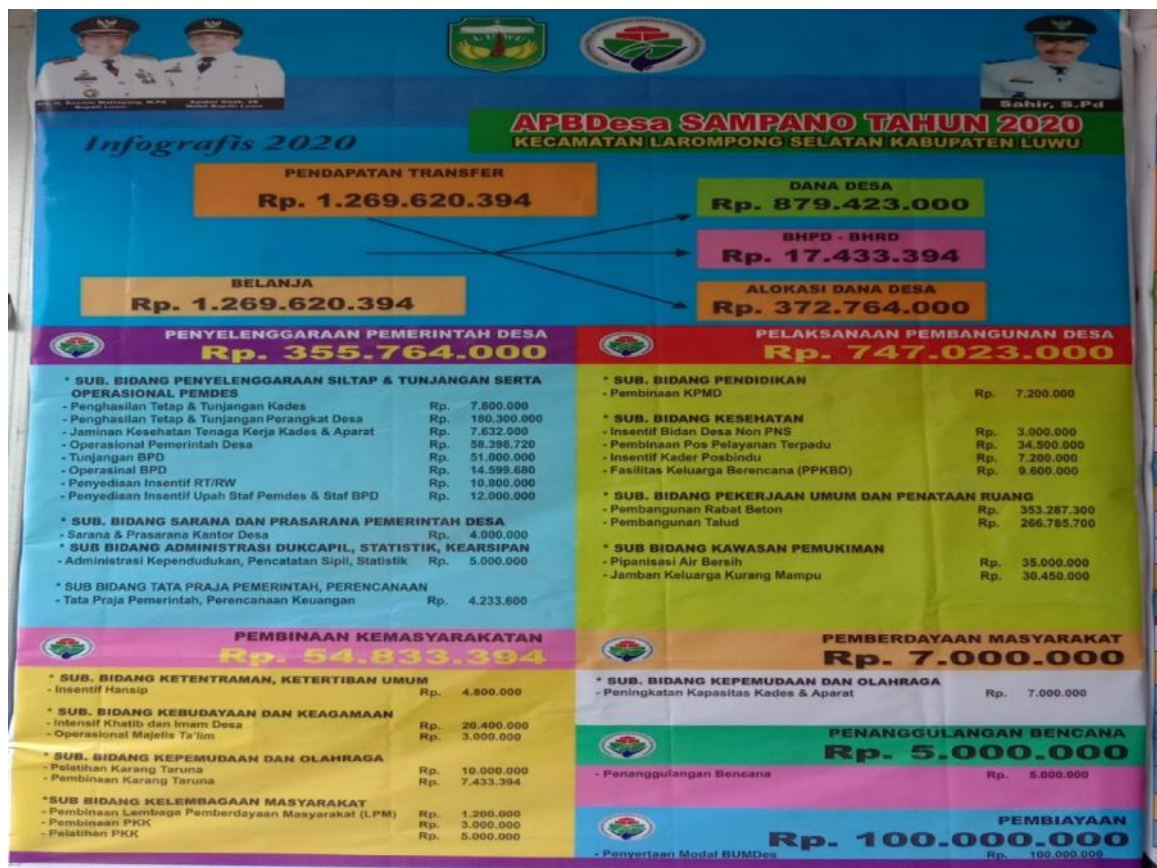 LUWU
Bupati Luwu
Wakil Bupati Luwu
Sahir, S.Pd
Infografis 2020
APBDesa SAMPANO TAHUN 2020
KECAMATAN LAROMPONG SELATAN KABUPATEN LUWU
PENDAPATAN TRANSFER
Rp. 1.269.620.394
DANA DESA
Rp. 879.423.000
BHPD - BHRD
Rp. 17.433.394
BELANJA
Rp. 1.269.620.394
ALOKASI DANA DESA
Rp. 372.764.000
PENYELENGGARAAN PEMERINTAH DESA
Rp. 355.764.000
* SUB. BIDANG PENYELENGGARAAN SILTAP & TUNJANGAN SERTA
OPERASIONAL PEMDES
- Penghasilan Tetap & Tunjangan Kades Rp. 7.800.000
- Penghasilan Tetap & Tunjangan Perangkat Desa Rp. 180.300.000
- Jaminan Kesehatan Tenaga Kerja Kades & Aparat Rp. 7.632.000
- Operasional Pemerintah Desa Rp. 58.398.720
- Tunjangan BPD Rp. 51.000.000
- Operasinal BPD Rp. 14.599.680
- Penyediaan Insentif RT/RW Rp. 10.800.000
- Penyediaan Insentif Upah Staf Pemdes & Staf BPD Rp. 12.000.000
* SUB. BIDANG SARANA DAN PRASARANA PEMERINTAH DESA
- Sarana & Prasarana Kantor Desa Rp. 4.000.000
* SUB BIDANG ADMINISTRASI DUKCAPIL, STATISTIK, KEARSIPAN
- Administrasi Kependudukan, Pencatatan Sipil, Statistik Rp. 5.000.000
* SUB BIDANG TATA PRAJA PEMERINTAH, PERENCANAAN
- Tata Praja Pemerintah, Perencanaan Keuangan Rp. 4.233.600
PELAKSANAAN PEMBANGUNAN DESA
Rp. 747.023.000
* SUB. BIDANG PENDIDIKAN
- Pembinaan KPMD Rp. 7.200.000
* SUB. BIDANG KESEHATAN
- Insentif Bidan Desa Non PNS Rp. 3.000.000
- Pembinaan Pos Pelayanan Terpadu Rp. 34.500.000
- Insentif Kader Posbindu Rp. 7.200.000
- Fasilitas Keluarga Berencana (PPKBD) Rp. 9.600.000
* SUB. BIDANG PEKERJAAN UMUM DAN PENATAAN RUANG
- Pembangunan Rabat Beton Rp. 353.287.300
- Pembangunan Talud Rp. 266.785.700
* SUB BIDANG KAWASAN PEMUKIMAN
- Pipanisasi Air Bersih Rp. 35.000.000
- Jamban Keluarga Kurang Mampu Rp. 30.450.000
PEMBINAAN KEMASYARAKATAN
Rp. 54.833.394
* SUB. BIDANG KETENTRAMAN, KETERTIBAN UMUM
- Insentif Hansip Rp. 4.800.000
* SUB. BIDANG KEBUDAYAAN DAN KEAGAMAAN
- Intensif Khatib dan Imam Desa Rp. 20.400.000
- Operasional Majelis Ta'lim Rp. 3.000.000
* SUB. BIDANG KEPEMUDAAN DAN OLAHRAGA
- Pelatihan Karang Taruna Rp. 10.000.000
- Pembinaan Karang Taruna Rp. 7.433.394
*SUB BIDANG KELEMBAGAAN MASYARAKAT
- Pembinaan Lembaga Pemberdayaan Masyarakat (LPM) Rp. 1.200.000
- Pembinaan PKK Rp. 3.000.000
- Pelatihan PKK Rp. 5.000.000
PEMBERDAYAAN MASYARAKAT
Rp. 7.000.000
* SUB. BIDANG KEPEMUDAAN DAN OLAHRAGA
- Peningkatan Kapasitas Kades & Aparat Rp. 7.000.000
PENANGGULANGAN BENCANA
Rp. 5.000.000
- Penanggulangan Bencana Rp. 5.000.000
PEMBIAYAAN
Rp. 100.000.000
- Penyertaan Modal BUMDes Rp. 100.000.000